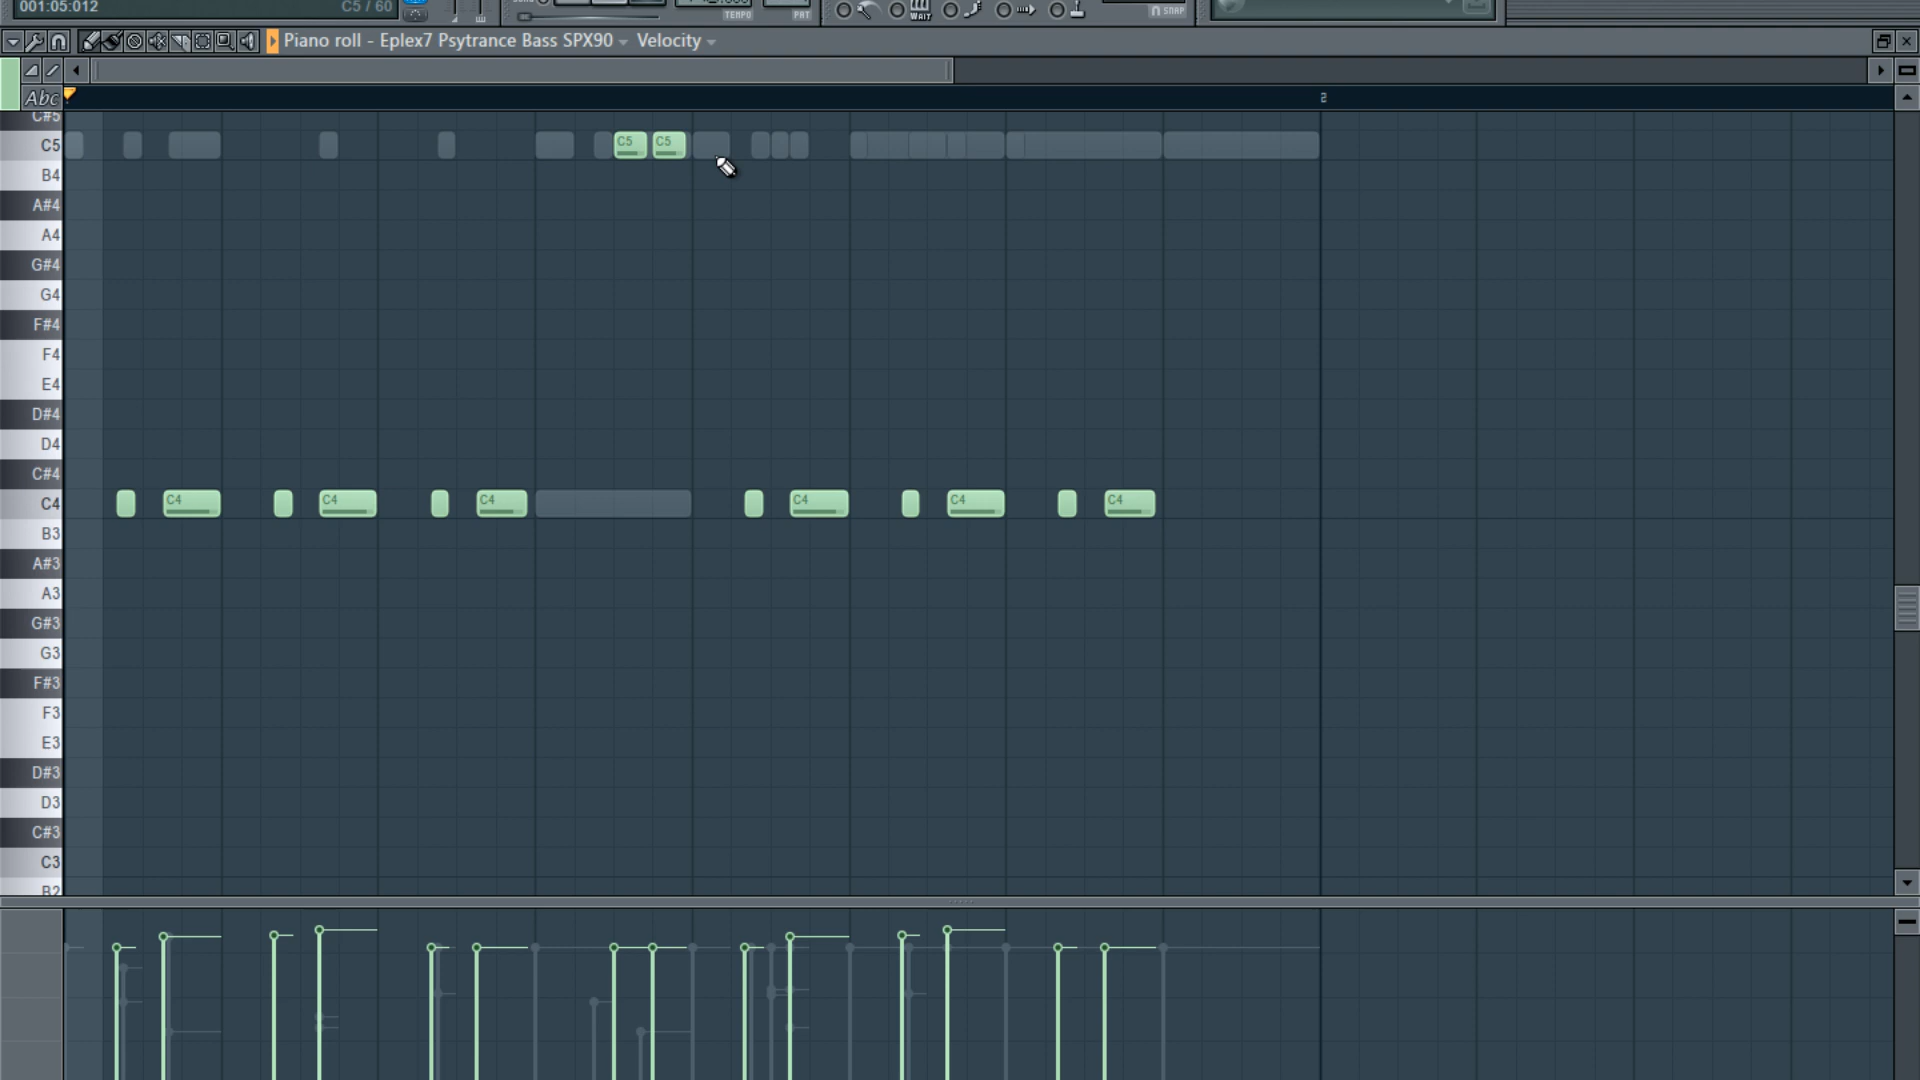 001:05:012 C5 / 60
TEMPO PAT WAIT SNAP
Piano roll - Eplex7 Psytrance Bass SPX90 Velocity
Abc 2
C#5
C5 C5 C5
B4
A#4
A4
G#4
G4
F#4
F4
E4
D#4
D4
C#4
C4 C4 C4 C4 C4 C4 C4
B3
A#3
A3
G#3
G3
F#3
F3
E3
D#3
D3
C#3
C3
B2